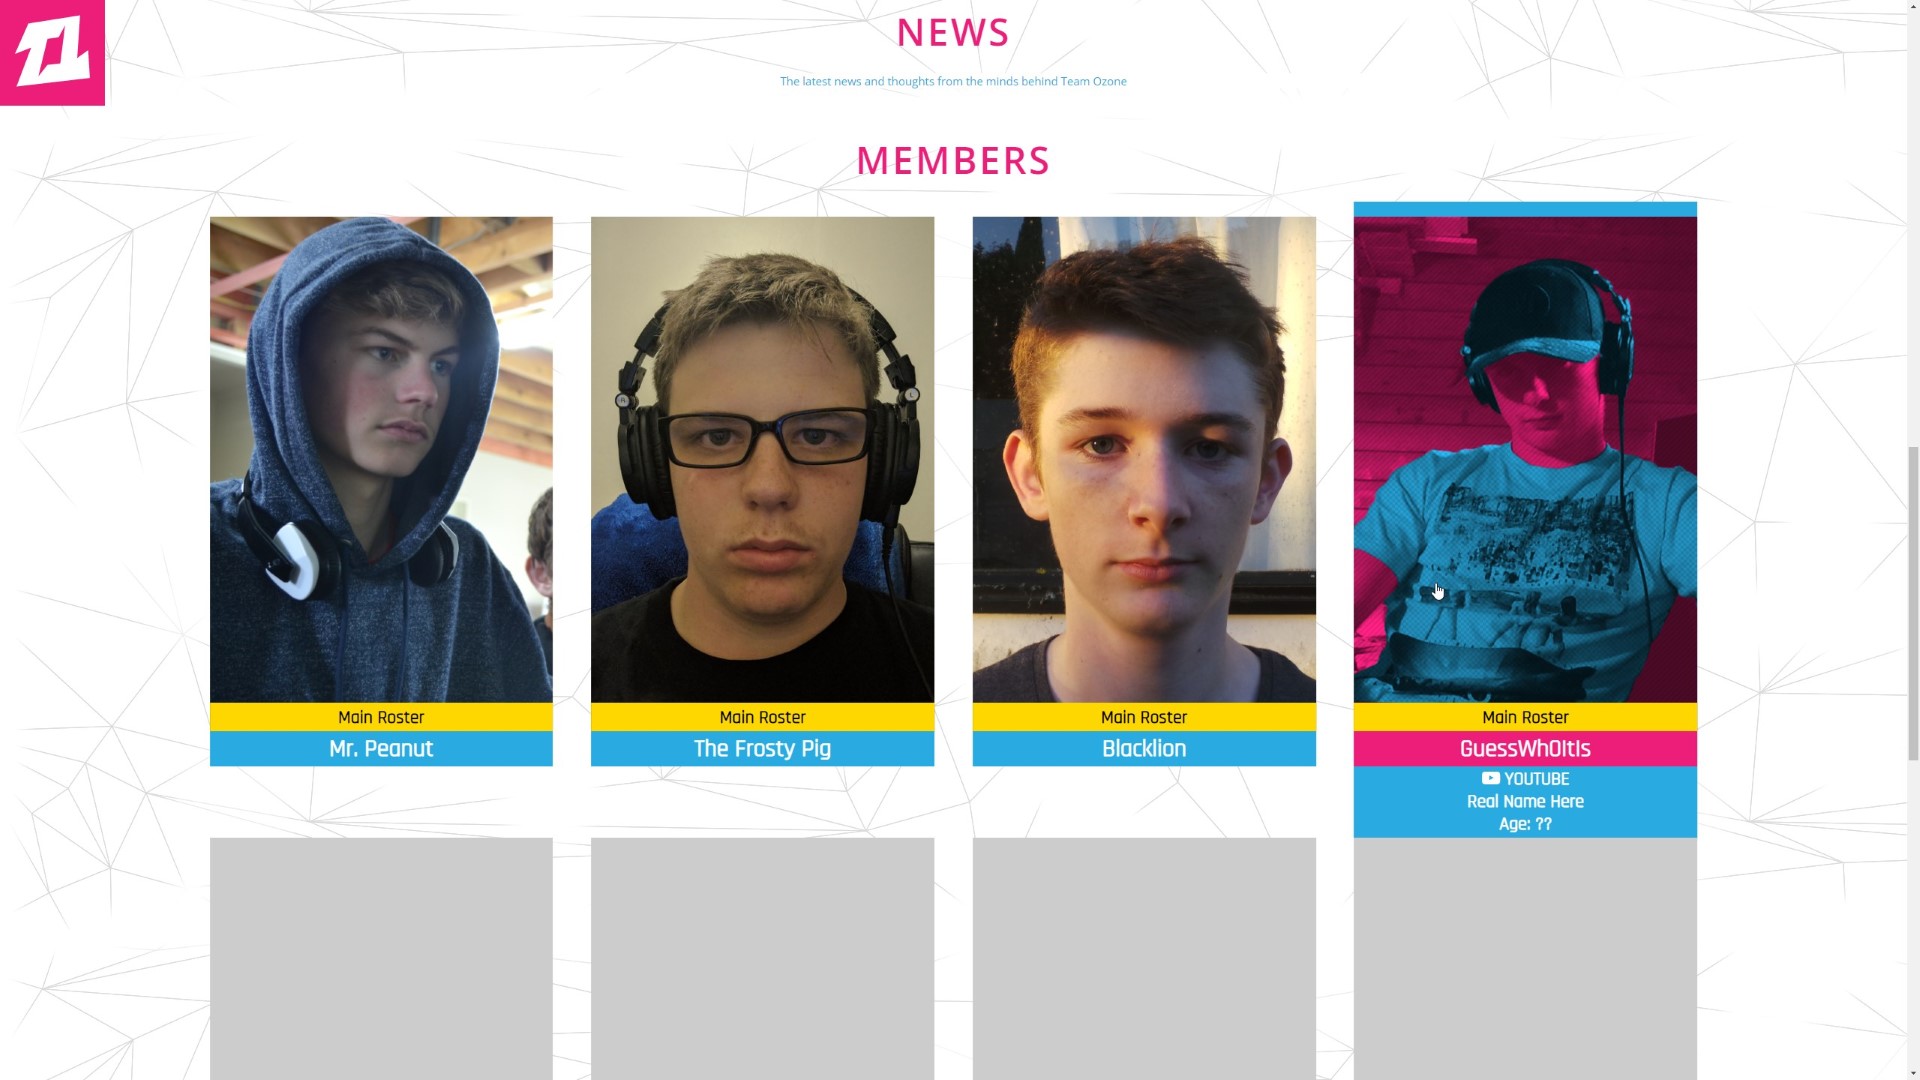 NEWS
The latest news and thoughts from the minds behind Team Ozone
MEMBERS
Main Roster
Mr. Peanut
Main Roster
The Frosty Pig
Main Roster
Blacklion
Main Roster
GuessWh0ItIs
YOUTUBE
Real Name Here
Age: ??